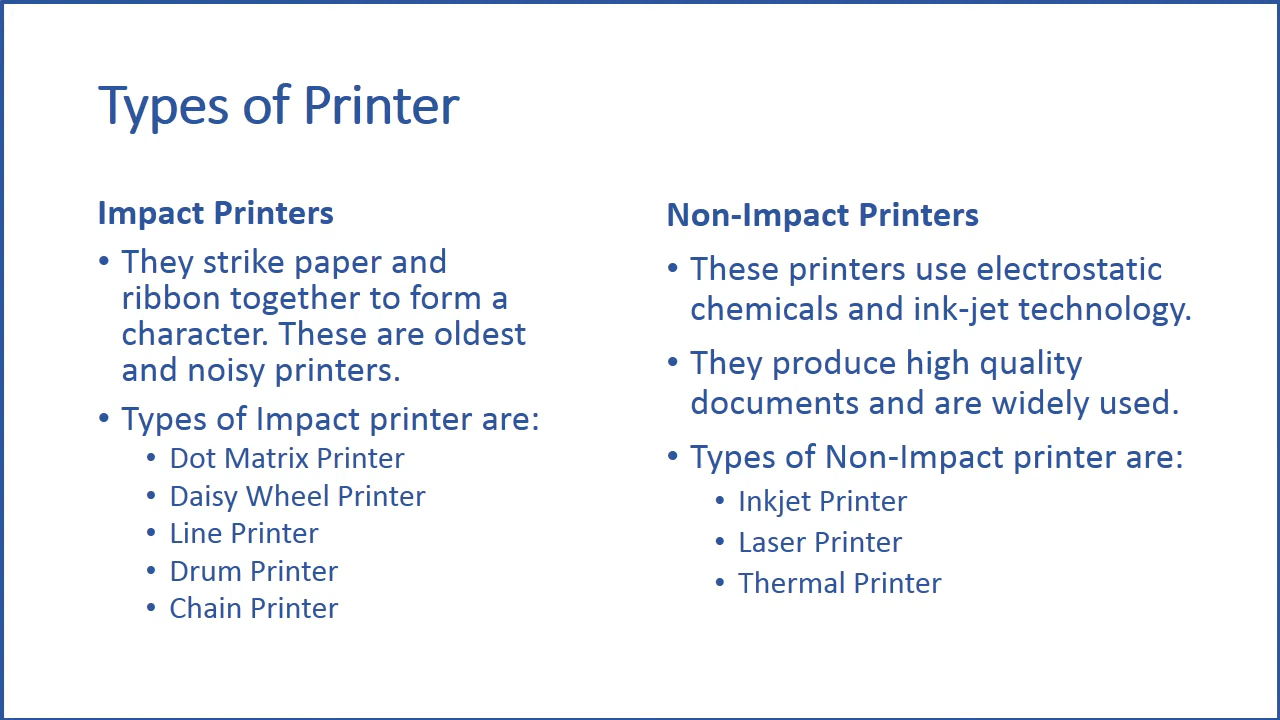 Types of Printer
Impact Printers
• They strike paper and
ribbon together to form a
character. These are oldest
and noisy printers.
• Types of Impact printer are:
• Dot Matrix Printer
• Daisy Wheel Printer
• Line Printer
• Drum Printer
• Chain Printer
Non-Impact Printers
• These printers use electrostatic
chemicals and ink-jet technology.
• They produce high quality
documents and are widely used.
• Types of Non-Impact printer are:
• Inkjet Printer
• Laser Printer
• Thermal Printer